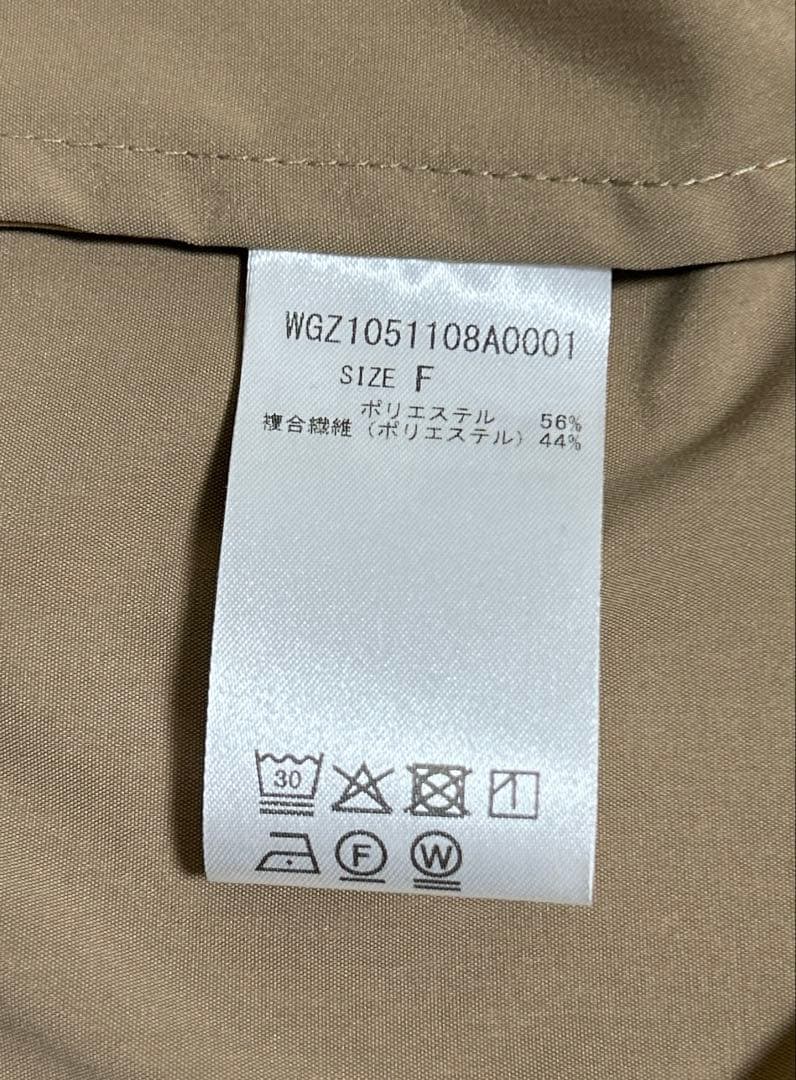 WGZ1051108A0001
SIZE F
ポリエステル 56%
複合繊維(ポリエステル) 44%
30
F W